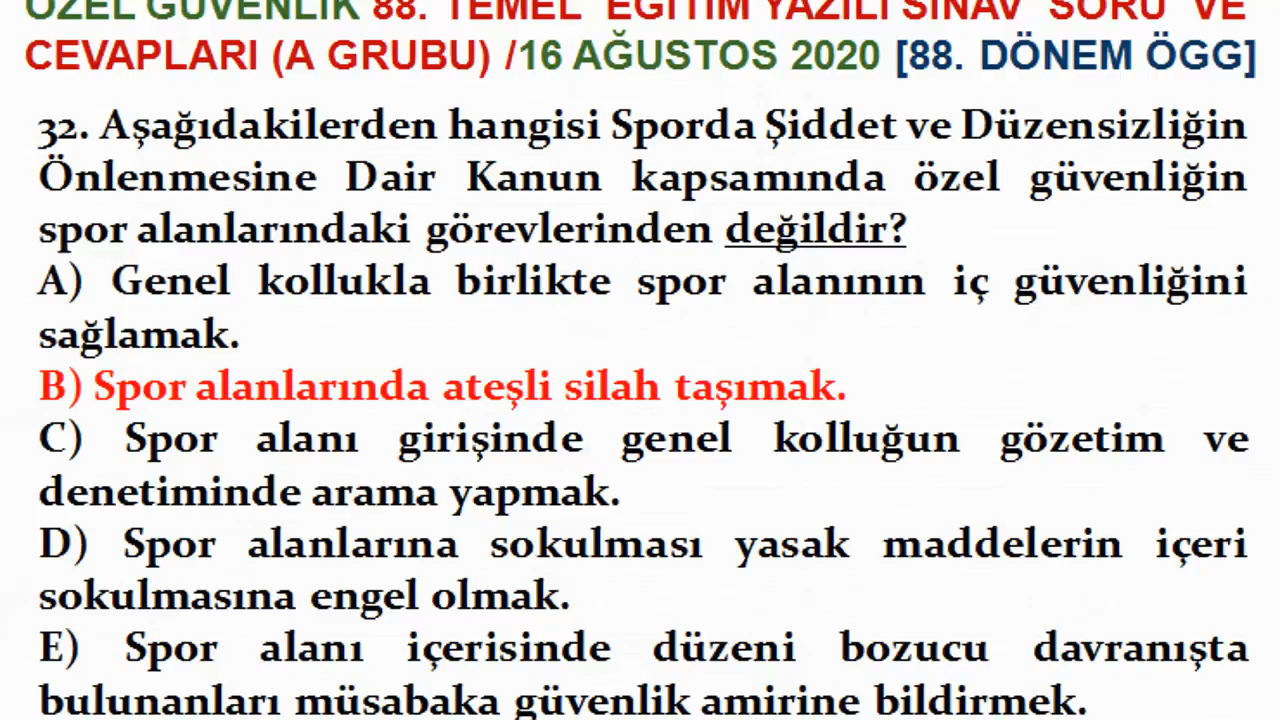 ÖZEL GÜVENLİK 88. TEMEL EĞİTİM YAZILI SINAV SORU VE
CEVAPLARI (A GRUBU) /16 AĞUSTOS 2020 [88. DÖNEM ÖGG]
32. Aşağıdakilerden hangisi Sporda Şiddet ve Düzensizliğin
Önlenmesine Dair Kanun kapsamında özel güvenliğin
spor alanlarındaki görevlerinden değildir?
A) Genel kollukla birlikte spor alanının iç güvenliğini
sağlamak.
B) Spor alanlarında ateşli silah taşımak.
C) Spor alanı girişinde genel kolluğun gözetim ve
denetiminde arama yapmak.
D) Spor alanlarına sokulması yasak maddelerin içeri
sokulmasına engel olmak.
E) Spor alanı içerisinde düzeni bozucu davranışta
bulunanları müsabaka güvenlik amirine bildirmek.